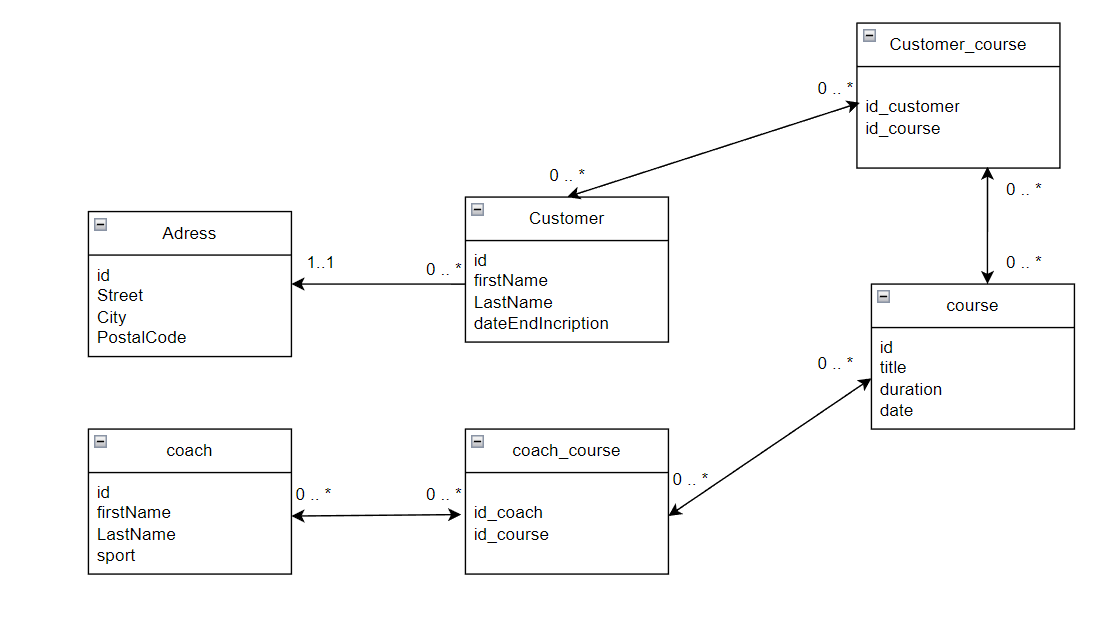 Customer_course
0 .. *
id_customer
id_course
0 .. *
0 .. *
Customer
Adress
1..1
0 .. *
id
firstName
LastName
dateEndIncription
0 .. *
id
Street
City
PostalCode
course
id
title
duration
date
0 .. *
coach
coach_course
0 .. *
id
firstName
LastName
sport
0 .. *
0 .. *
id_coach
id_course